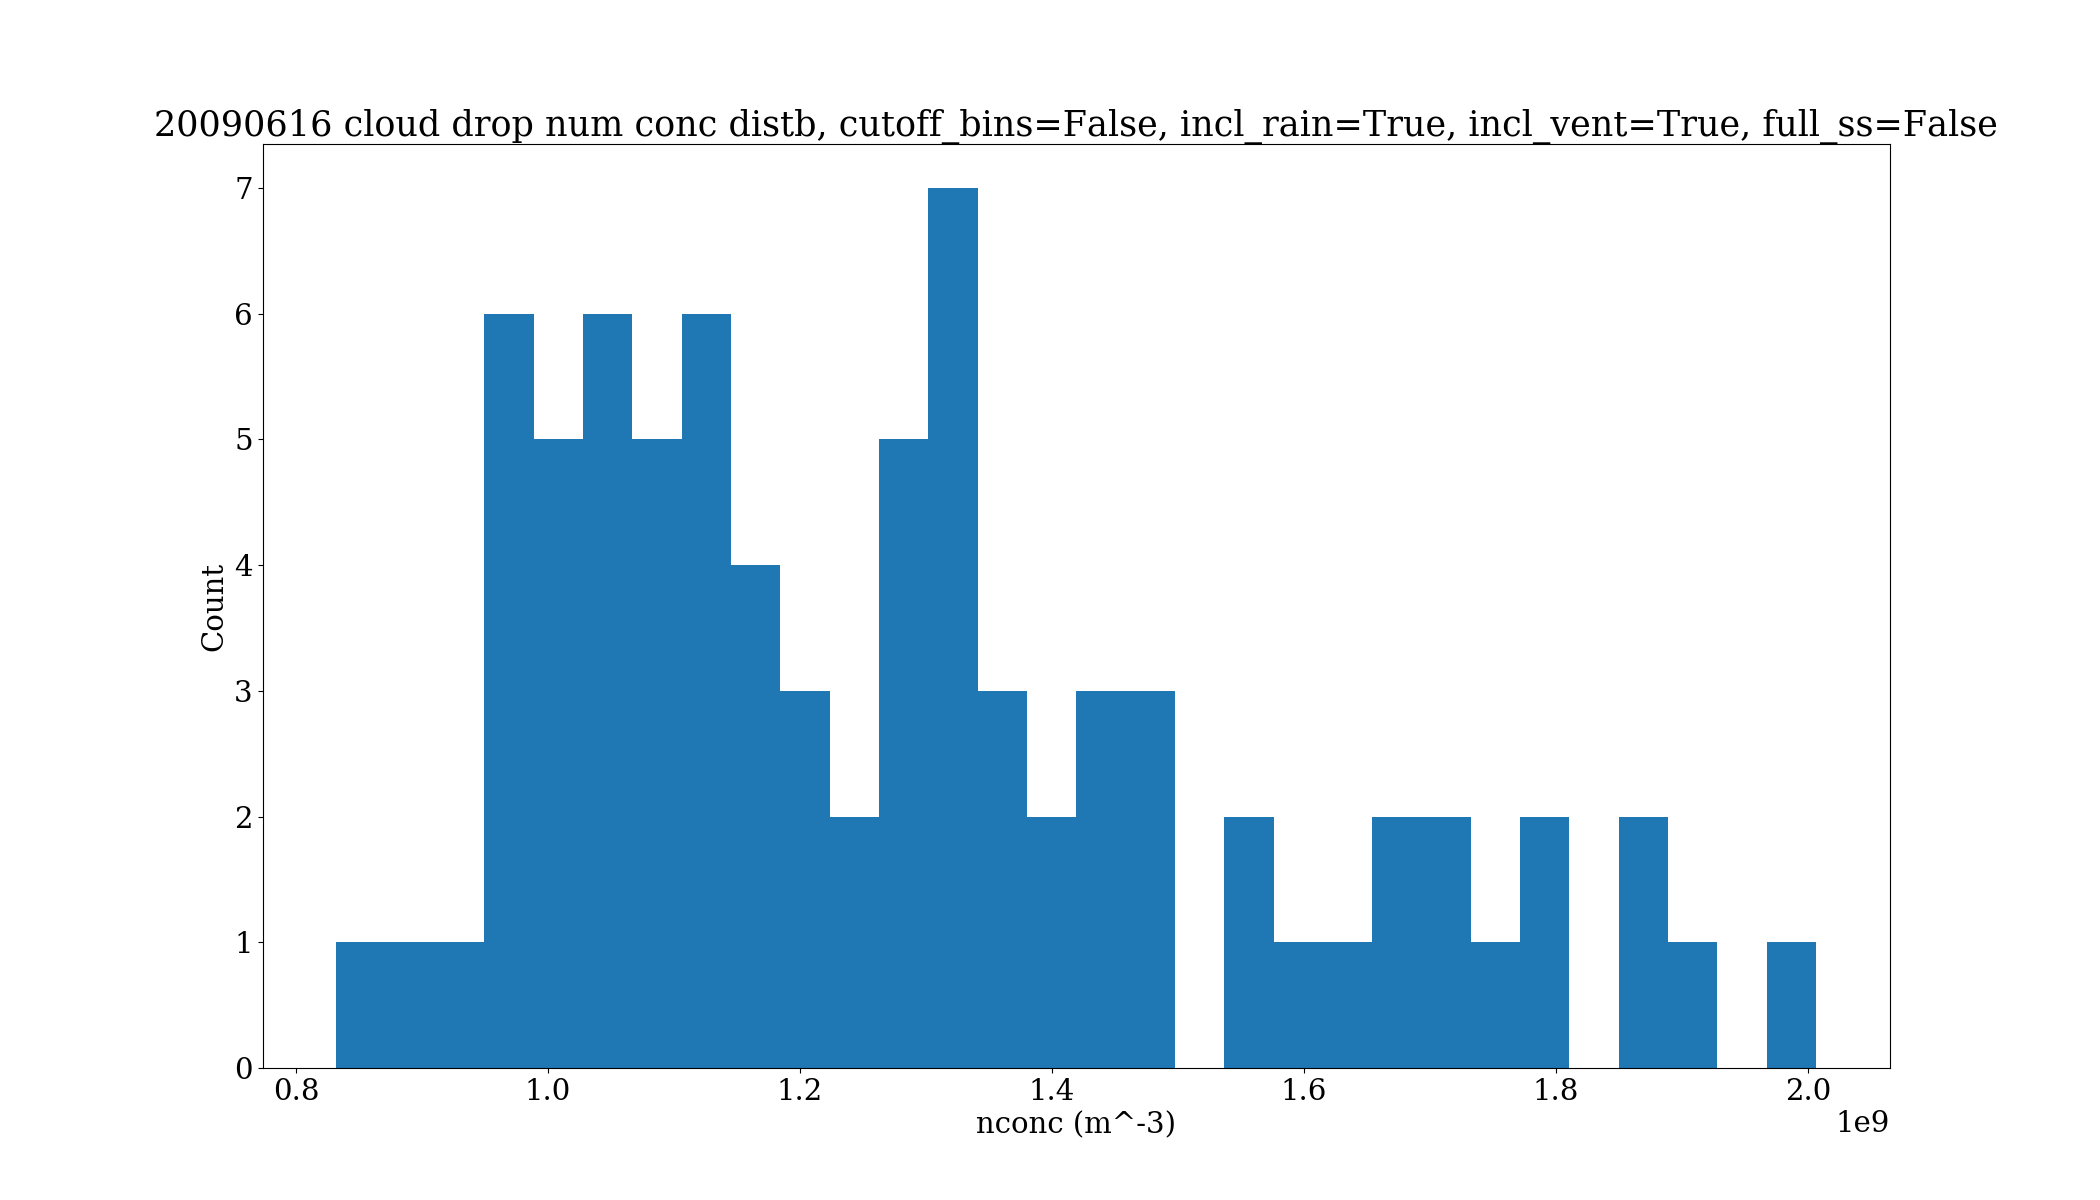 20090616 cloud drop num conc distb, cutoff_bins=False, incl_rain=True, incl_vent=True, full_ss=False
7
6
5
4
3
2
1
0
Count
0.8 1.0 1.2 1.4 1.6 1.8 2.0
nconc (m^-3)
1e9